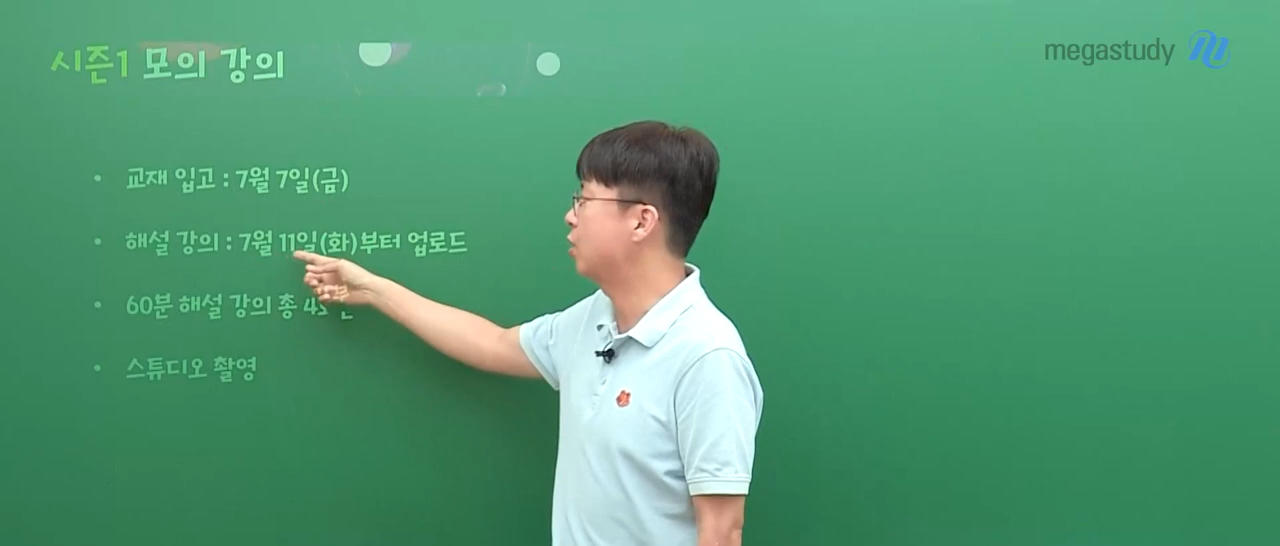 시즌1 모의 강의
megastudy
• 교재 입고 : 7월 7일(금)
• 해설 강의 : 7월 11일(화)부터 업로드
• 60분 해설 강의 총
• 스튜디오 촬영